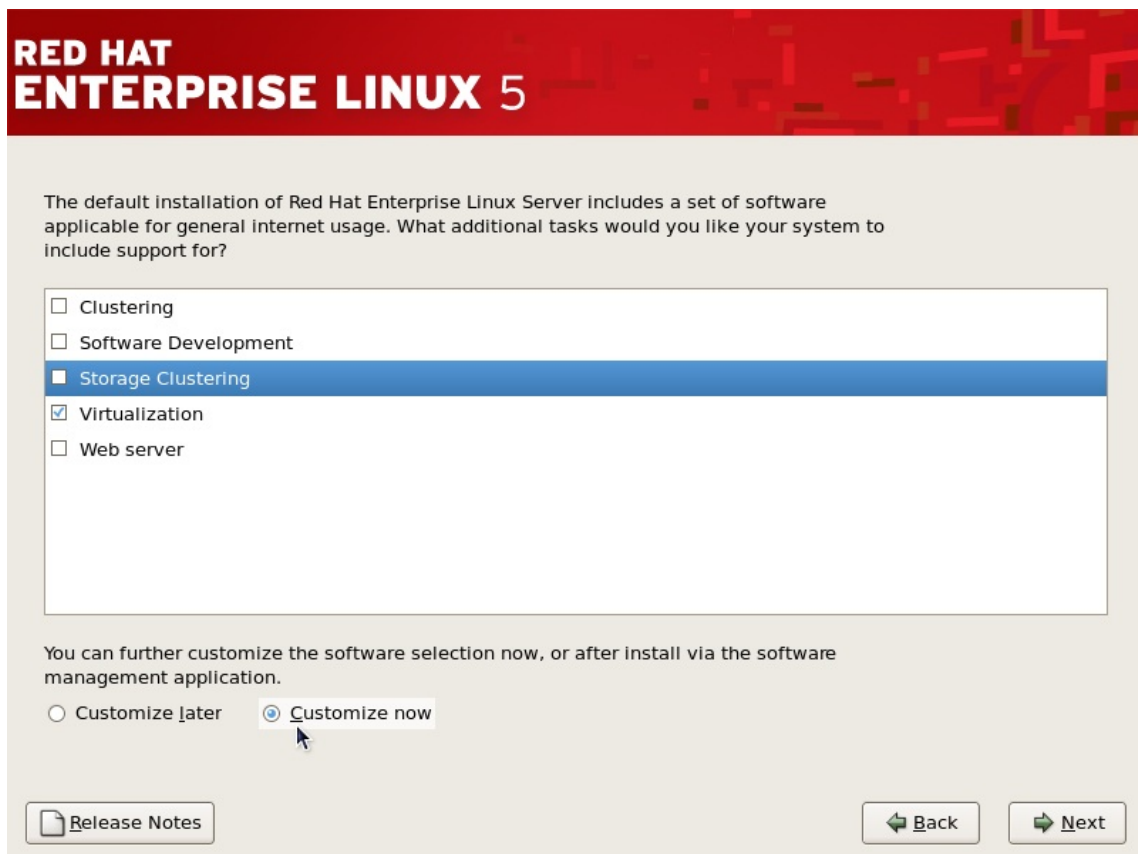 RED HAT
ENTERPRISE LINUX 5
The default installation of Red Hat Enterprise Linux Server includes a set of software
applicable for general internet usage. What additional tasks would you like your system to
include support for?
Clustering
Software Development
Storage Clustering
Virtualization
Web server
You can further customize the software selection now, or after install via the software
management application.
Customize later Customize now
Release Notes Back Next